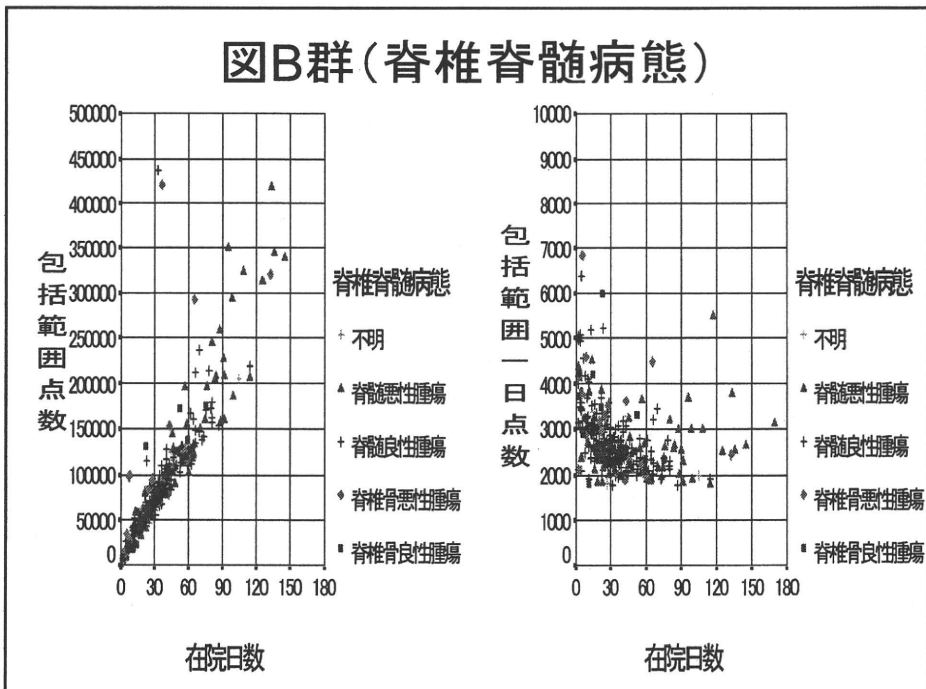 図B群(脊椎脊髄病態)
500000
450000
400000
350000
300000
250000
200000
150000
100000
50000
0
包括範囲点数
0 30 60 90 120 150 180
在院日数
脊椎脊髄病態
不明
脊髄悪性腫瘍
脊髄良性腫瘍
脊椎骨悪性腫瘍
脊椎骨良性腫瘍
10000
9000
8000
7000
6000
5000
4000
3000
2000
1000
0
包括範囲一日点数
0 30 60 90 120 150 180
在院日数
脊椎脊髄病態
不明
脊髄悪性腫瘍
脊髄良性腫瘍
脊椎骨悪性腫瘍
脊椎骨良性腫瘍